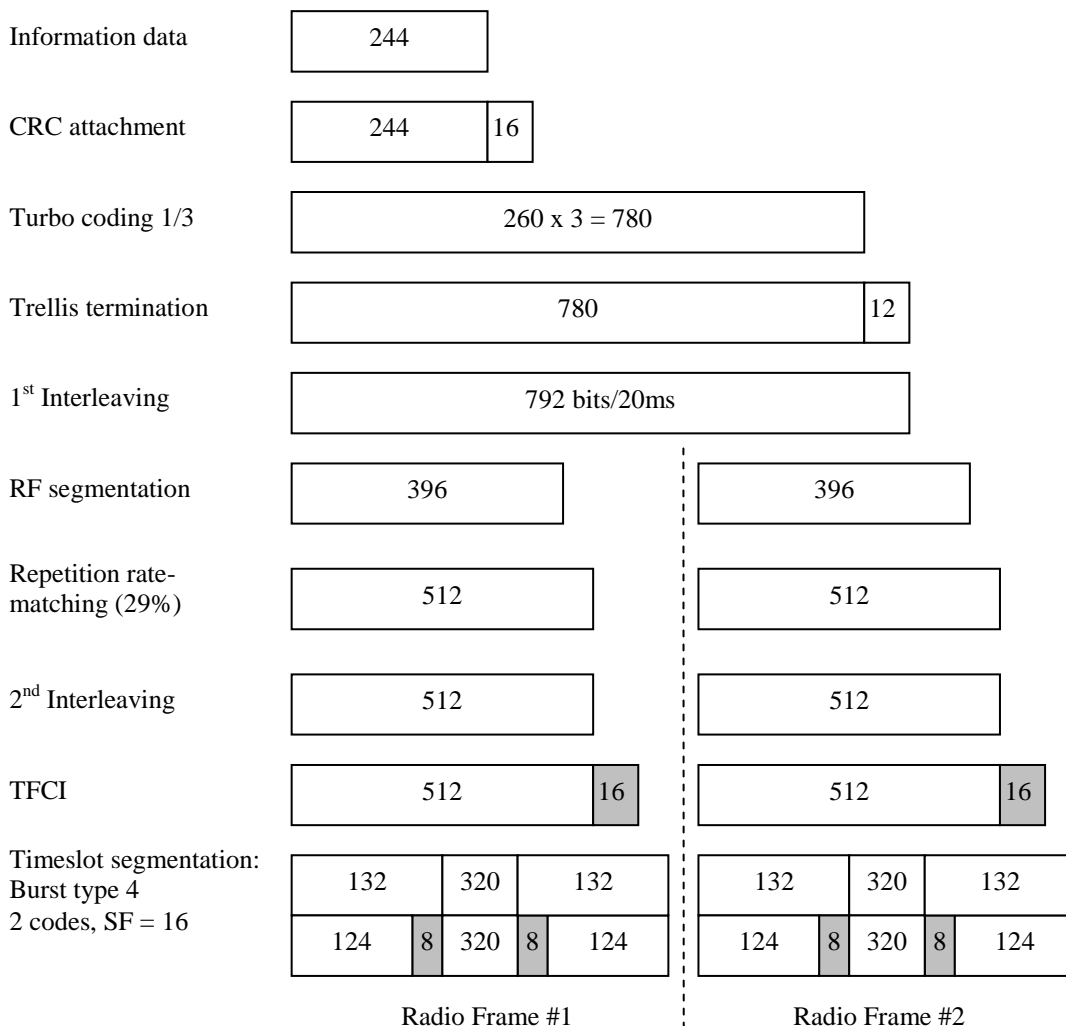 Information data
244
CRC attachment
244 16
Turbo coding 1/3
260 x 3 = 780
Trellis termination
780 12
1st Interleaving
792 bits/20ms
RF segmentation
396 396
Repetition rate-
matching (29%)
512 512
2nd Interleaving
512 512
TFCI
512 16 512 16
Timeslot segmentation:
Burst type 4
2 codes, SF = 16
132 320 132 132 320 132
124 8 320 8 124 124 8 320 8 124
Radio Frame #1 Radio Frame #2